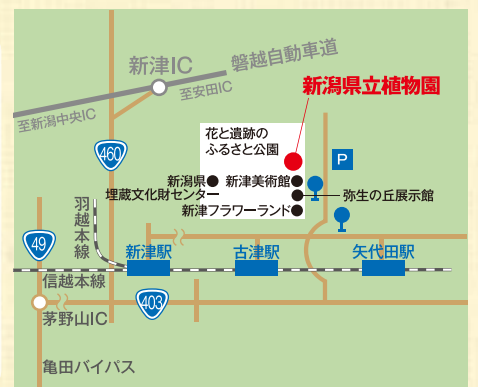 新津IC
磐越自動車道
至安田IC
至新潟中央IC
新潟県立植物園
花と遺跡の
ふるさと公園
P
460
新潟県
埋蔵文化財センター
新津美術館
弥生の丘展示館
新津フラワーランド
羽越本線
49
新津駅
古津駅
矢代田駅
信越本線
403
茅野山IC
亀田バイパス